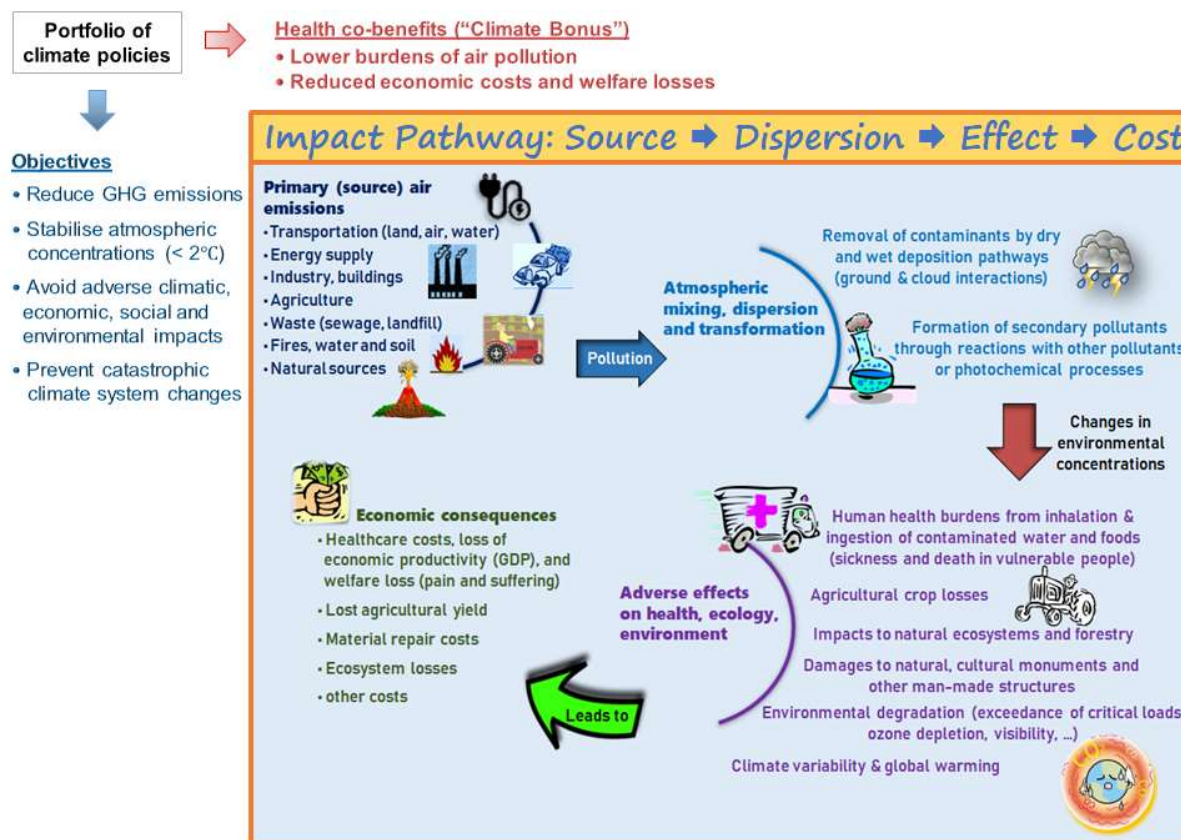 Portfolio of
climate policies
Health co-benefits (“Climate Bonus”)
• Lower burdens of air pollution
• Reduced economic costs and welfare losses
Objectives
• Reduce GHG emissions
• Stabilise atmospheric
concentrations (< 2°C)
• Avoid adverse climatic,
economic, social and
environmental impacts
• Prevent catastrophic
climate system changes
Impact Pathway: Source ➡ Dispersion ➡ Effect ➡ Cost
Primary (source) air
emissions
• Transportation (land, air, water)
• Energy supply
• Industry, buildings
• Agriculture
• Waste (sewage, landfill)
• Fires, water and soil
• Natural sources
Pollution
Atmospheric
mixing, dispersion
and transformation
Removal of contaminants by dry
and wet deposition pathways
(ground & cloud interactions)
Formation of secondary pollutants
through reactions with other pollutants
or photochemical processes
Changes in
environmental
concentrations
Human health burdens from inhalation &
ingestion of contaminated water and foods
(sickness and death in vulnerable people)
Agricultural crop losses
Impacts to natural ecosystems and forestry
Damages to natural, cultural monuments and
other man-made structures
Environmental degradation (exceedance of critical loads
ozone depletion, visibility, …)
Climate variability & global warming
Adverse effects
on health, ecology,
environment
Leads to
Economic consequences
• Healthcare costs, loss of
economic productivity (GDP), and
welfare loss (pain and suffering)
• Lost agricultural yield
• Material repair costs
• Ecosystem losses
• other costs